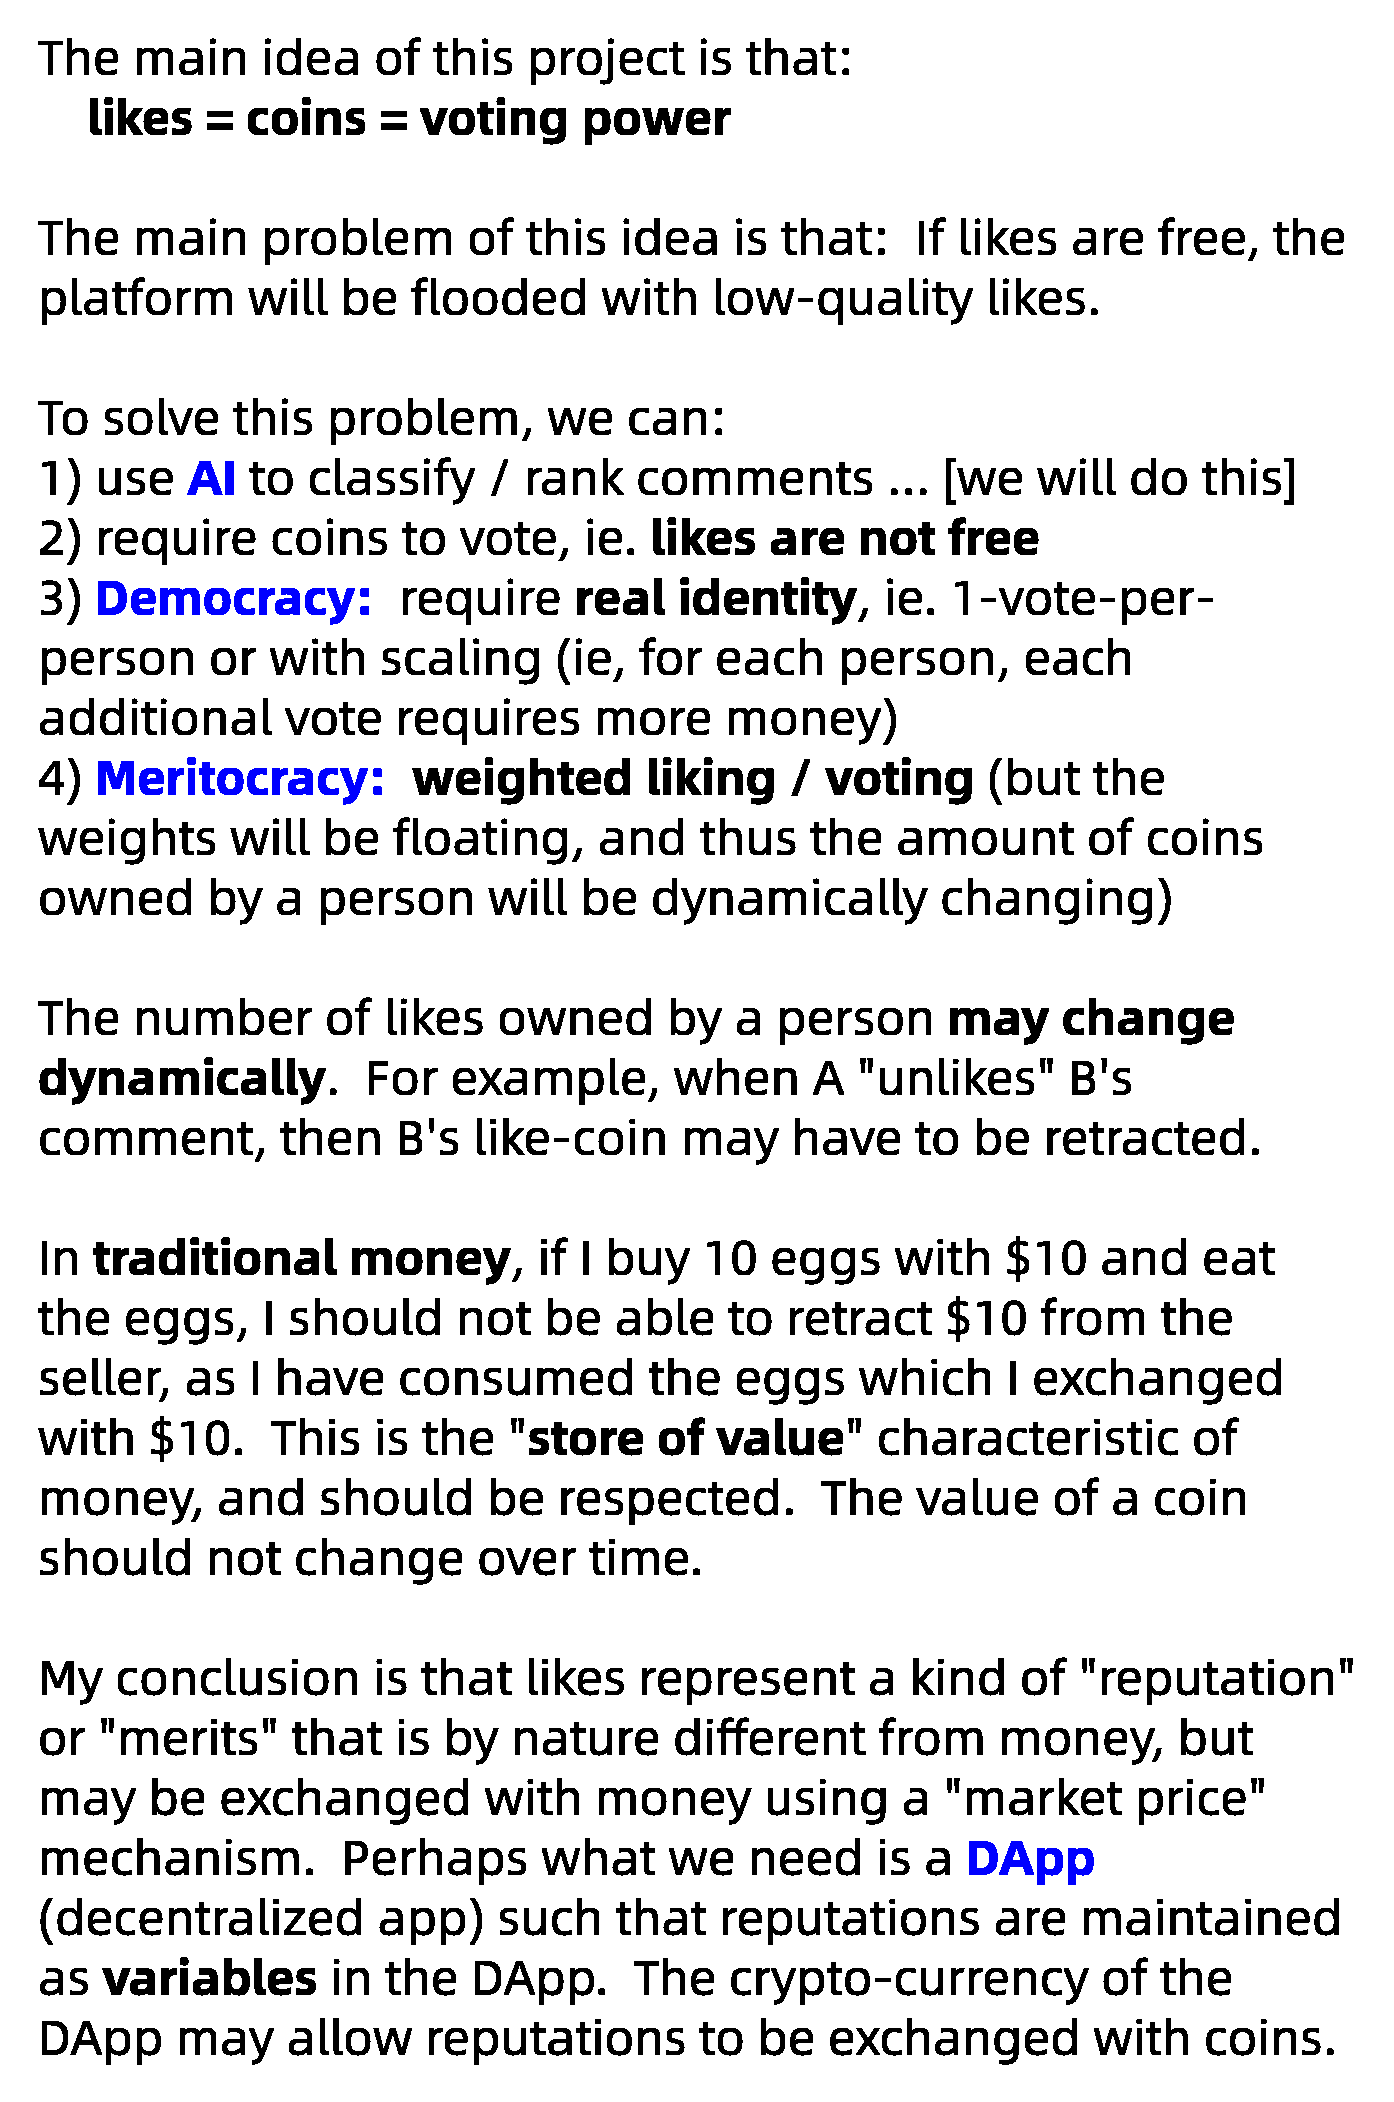 The main idea of this project is that:
likes = coins = voting power
The main problem of this idea is that:  If likes are free, the
platform will be flooded with low-quality likes.
To solve this problem, we can:
1) use AI to classify / rank comments ... [we will do this]
2) require coins to vote, ie. likes are not free
3) Democracy:  require real identity, ie. 1-vote-per-
person or with scaling (ie, for each person, each
additional vote requires more money)
4) Meritocracy:  weighted liking / voting (but the
weights will be floating, and thus the amount of coins
owned by a person will be dynamically changing)
The number of likes owned by a person may change
dynamically.  For example, when A "unlikes" B's
comment, then B's like-coin may have to be retracted.
In traditional money, if I buy 10 eggs with $10 and eat
the eggs, I should not be able to retract $10 from the
seller, as I have consumed the eggs which I exchanged
with $10.  This is the "store of value" characteristic of
money, and should be respected.  The value of a coin
should not change over time.
My conclusion is that likes represent a kind of "reputation"
or "merits" that is by nature different from money, but
may be exchanged with money using a "market price"
mechanism.  Perhaps what we need is a DApp
(decentralized app) such that reputations are maintained
as variables in the DApp.  The crypto-currency of the
DApp may allow reputations to be exchanged with coins.